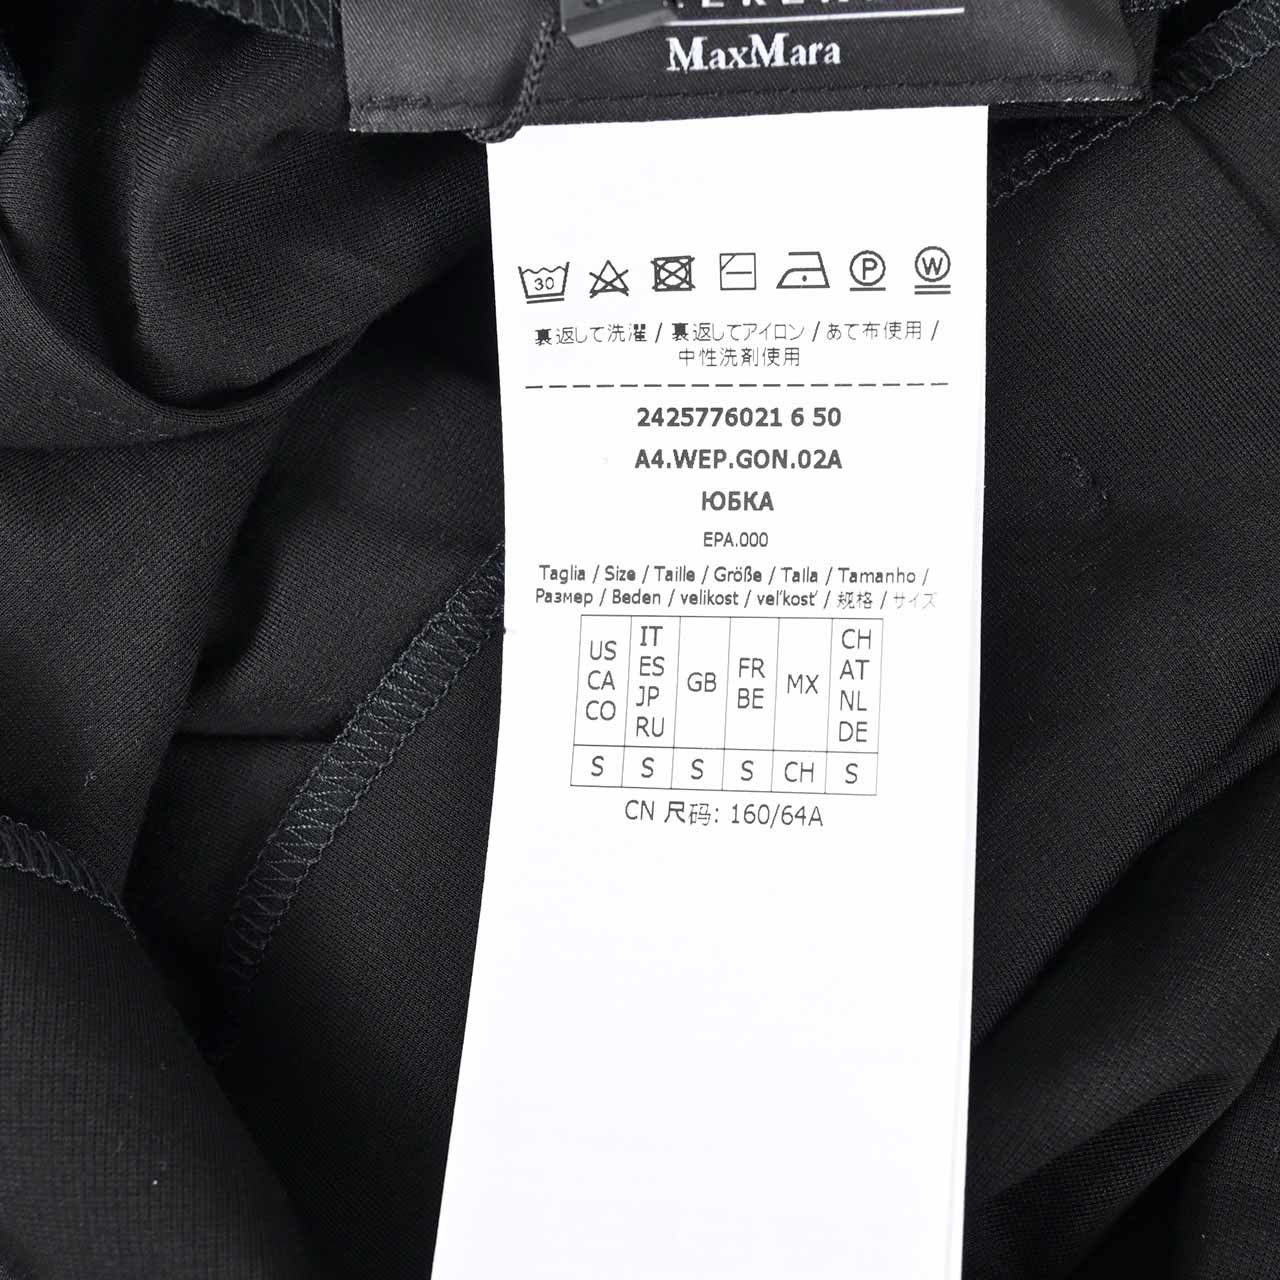 MaxMara
30 P W
裏返して洗濯 / 裏返してアイロン / あて布使用 /
中性洗剤使用
2425776021 6 50
A4.WEP.GON.02A
ЮБКА
EPA.000
Taglia / Size / Taille / Größe / Talla / Tamanho /
Размер / Beden / velikost / veľkosť / 规格 / サイズ
US CA CO
IT ES JP RU
GB
FR BE
MX
CH AT NL DE
S S S S CH S
CN 尺码: 160/64A